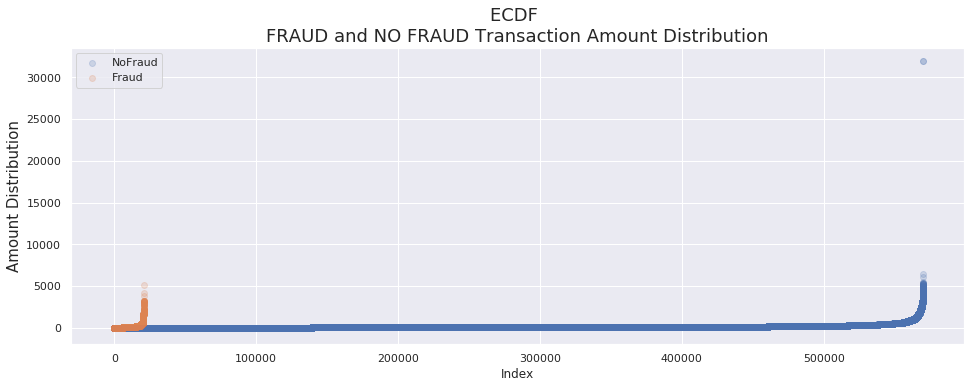 ECDF
FRAUD and NO FRAUD Transaction Amount Distribution
NoFraud
Fraud
Amount Distribution
30000
25000
20000
15000
10000
5000
0
0 100000 200000 300000 400000 500000
Index